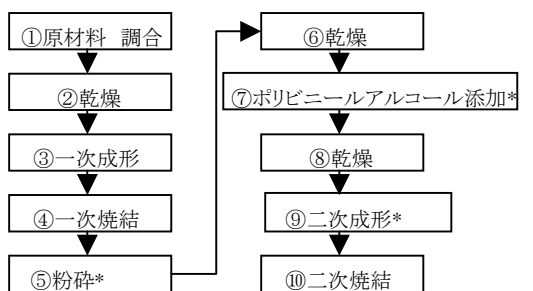 ①原材料 調合
②乾燥
③一次成形
④一次焼結
⑤粉砕*
⑥乾燥
⑦ポリビニールアルコール添加*
⑧乾燥
⑨二次成形*
⑩二次焼結